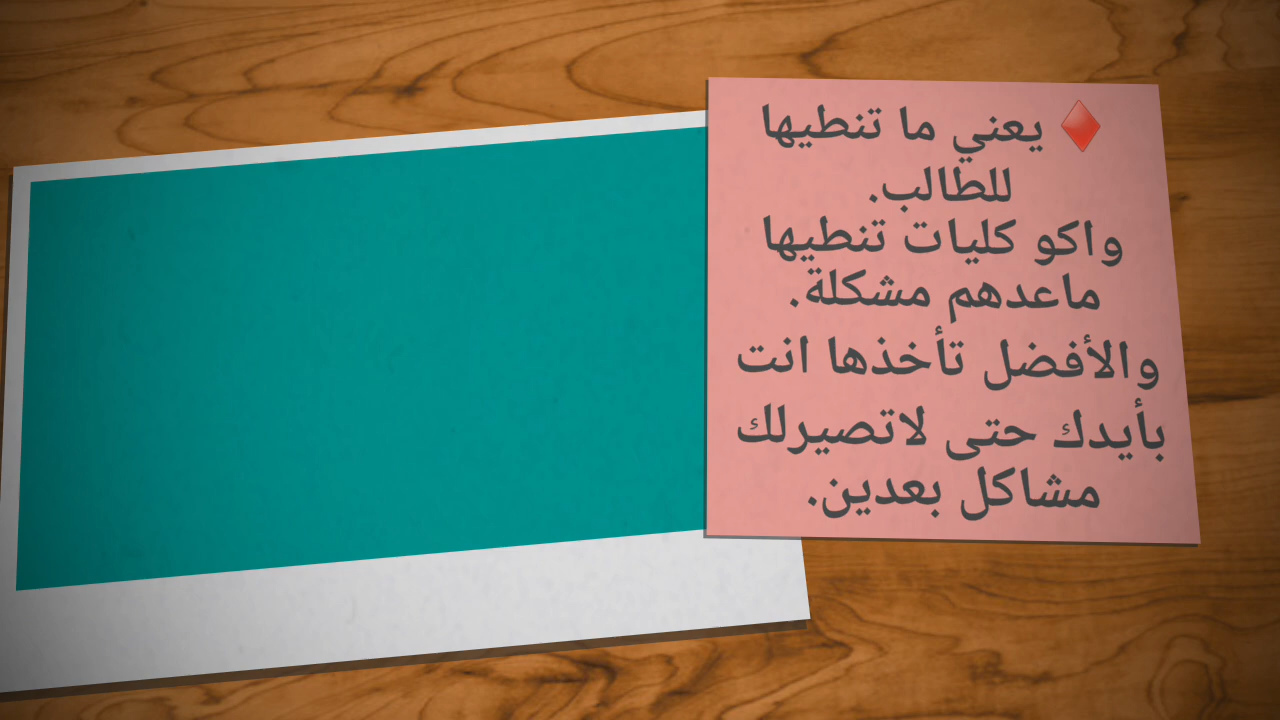 ♦️ يعني ما تنطيها
للطالب.
واكو كليات تنطيها
ماعدهم مشكلة.
والأفضل تأخذها انت
بأيدك حتى لاتصيرلك
مشاكل بعدين.